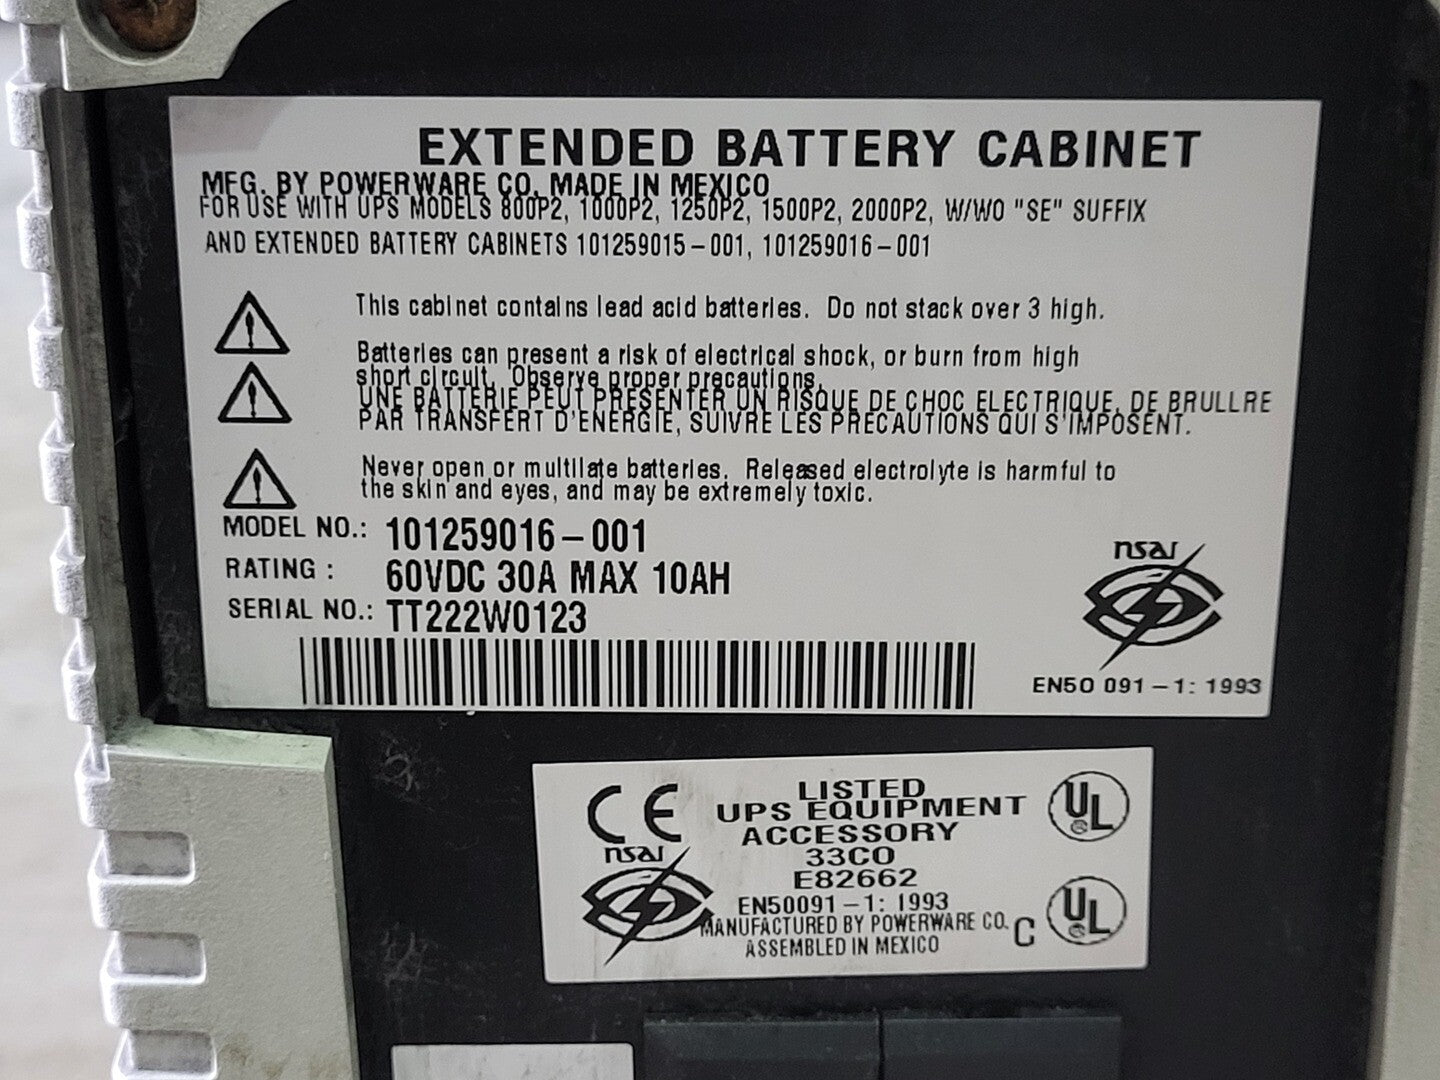 EXTENDED BATTERY CABINET
MFG. BY POWERWARE CO. MADE IN MEXICO
FOR USE WITH UPS MODELS 800P2, 1000P2, 1250P2, 1500P2, 2000P2, W/WO "SE" SUFFIX
AND EXTENDED BATTERY CABINETS 101259015-001, 101259016-001
This cabinet contains lead acid batteries. Do not stack over 3 high.
Batteries can present a risk of electrical shock, or burn from high
short circuit. Observe proper precautions.
UNE BATTERIE PEUT PRESENTER UN RISQUE DE CHOC ELECTRIQUE, DE BRULLRE
PAR TRANSFERT D'ENERGIE, SUIVRE LES PRECAUTIONS QUI S'IMPOSENT.
Never open or multilate batteries. Released electrolyte is harmful to
the skin and eyes, and may be extremely toxic.
MODEL NO.: 101259016-001
RATING : 60VDC 30A MAX 10AH
SERIAL NO.: TT222W0123
nsai
EN50 091-1: 1993
CE
LISTED
UPS EQUIPMENT
ACCESSORY
33CO
E82662
nsai
EN50091-1: 1993
MANUFACTURED BY POWERWARE CO.
ASSEMBLED IN MEXICO
UL
C UL